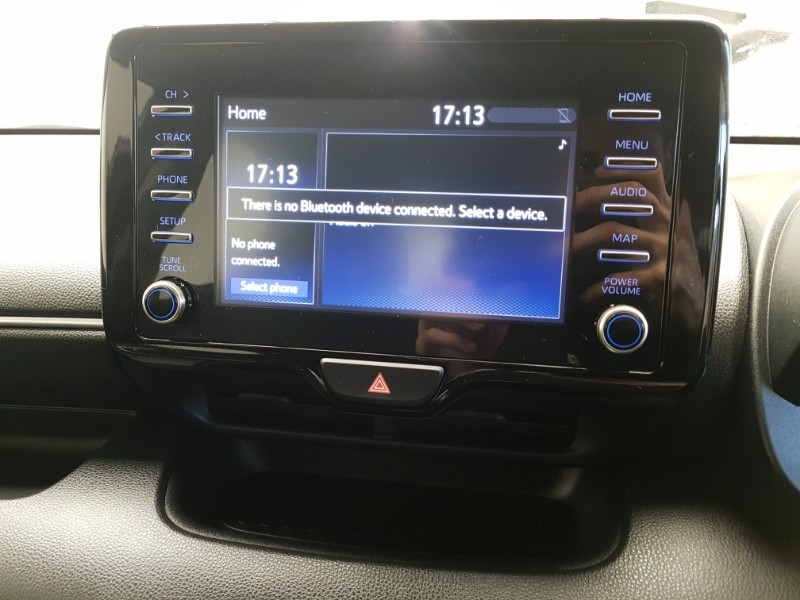 CH >
< TRACK
PHONE
SETUP
TUNE
SCROLL
Home
17:13
17:13
There is no Bluetooth device connected. Select a device.
No phone
connected.
Select phone
HOME
MENU
AUDIO
MAP
POWER
VOLUME